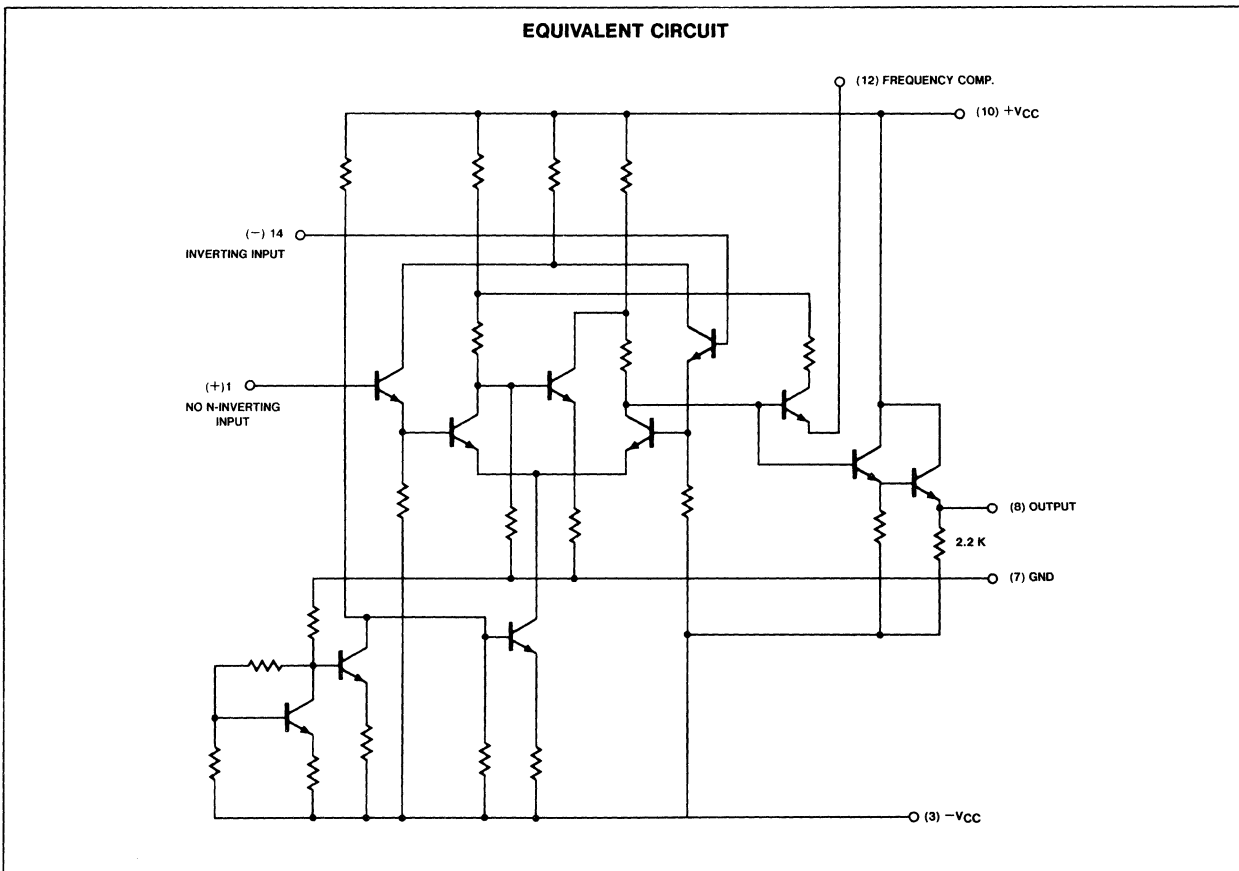 EQUIVALENT CIRCUIT
(12) FREQUENCY COMP.
(10) +VCC
(−) 14
INVERTING INPUT
(+)1
NO N-INVERTING
INPUT
(8) OUTPUT
2.2 K
(7) GND
(3) −VCC